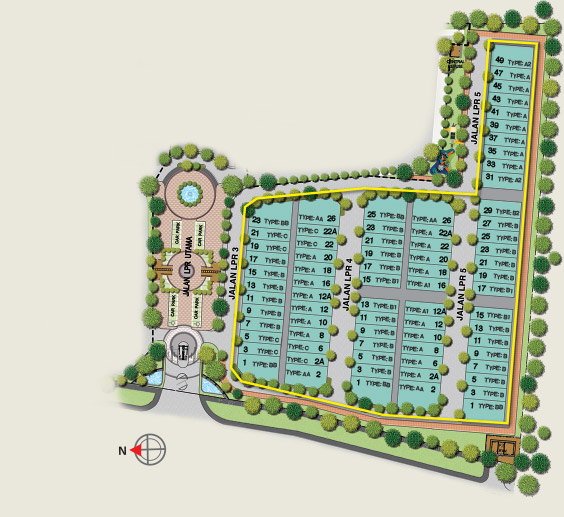 CENTRAL
49 TYPE: A2
47 TYPE: A
45 TYPE: A
43 TYPE: A
41 TYPE: A
39 TYPE: A
37 TYPE: A
35 TYPE: A
33 TYPE: A
31 TYPE: A2
JALAN LPR 5
29 TYPE: B2
27 TYPE: B
25 TYPE: B
23 TYPE: B
21 TYPE: B
19 TYPE: B
17 TYPE: B1
15 TYPE: B1
13 TYPE: B
11 TYPE: B
9 TYPE: B
7 TYPE: B
5 TYPE: B
3 TYPE: B
1 TYPE: BB
CAR PARK
CAR PARK
JALAN LPR UTAMA
CAR PARK
CAR PARK
JALAN LPR 3
23 TYPE: BB
21 TYPE: C
19 TYPE: C
17 TYPE: B
15 TYPE: B
13 TYPE: B
11 TYPE: B
9 TYPE: B
7 TYPE: B
5 TYPE: C
3 TYPE: C
1 TYPE: BB
TYPE: AA 26
TYPE: C 22A
TYPE: C 22
TYPE: A 20
TYPE: A 18
TYPE: A 16
TYPE: A 12A
TYPE: A 12
TYPE: A 10
TYPE: A 8
TYPE: C 6
TYPE: C 2A
TYPE: AA 2
JALAN LPR 4
25 TYPE: BB
23 TYPE: B
21 TYPE: B
19 TYPE: B
17 TYPE: B
15 TYPE: B
13 TYPE: B1
11 TYPE: B
9 TYPE: B
7 TYPE: B
5 TYPE: B
3 TYPE: B
1 TYPE: BB
TYPE: AA 26
TYPE: A 22A
TYPE: A 22
TYPE: A 20
TYPE: A 18
TYPE: A1 16
TYPE: A1 12A
TYPE: A 12
TYPE: A 10
TYPE: A 8
TYPE: A 6
TYPE: A 2A
TYPE: AA 2
JALAN LPR 5
N